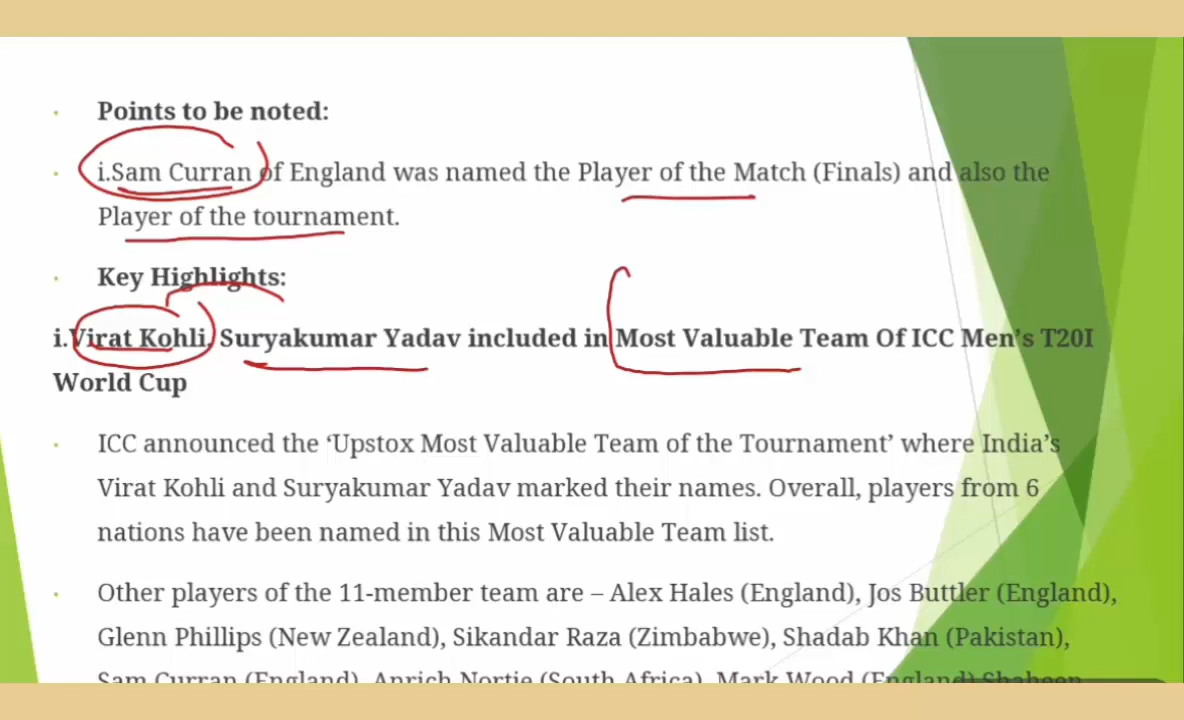 Points to be noted:
i.Sam Curran of England was named the Player of the Match (Finals) and also the
Player of the tournament.
Key Highlights:
i.Virat Kohli, Suryakumar Yadav included in Most Valuable Team Of ICC Men’s T20I
World Cup
ICC announced the ‘Upstox Most Valuable Team of the Tournament’ where India’s
Virat Kohli and Suryakumar Yadav marked their names. Overall, players from 6
nations have been named in this Most Valuable Team list.
Other players of the 11-member team are – Alex Hales (England), Jos Buttler (England),
Glenn Phillips (New Zealand), Sikandar Raza (Zimbabwe), Shadab Khan (Pakistan),
Sam Curran (England), Anrich Nortje (South Africa), Mark Wood (England) Shaheen